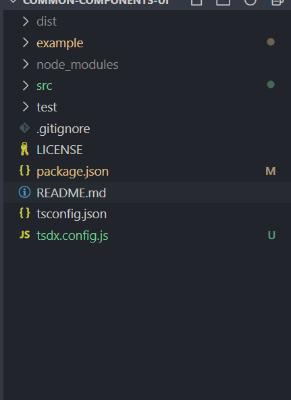 COMMON-COMPONENTS-UI
dist
example
node_modules
src
test
.gitignore
LICENSE
package.json M
README.md
tsconfig.json
tsdx.config.js U